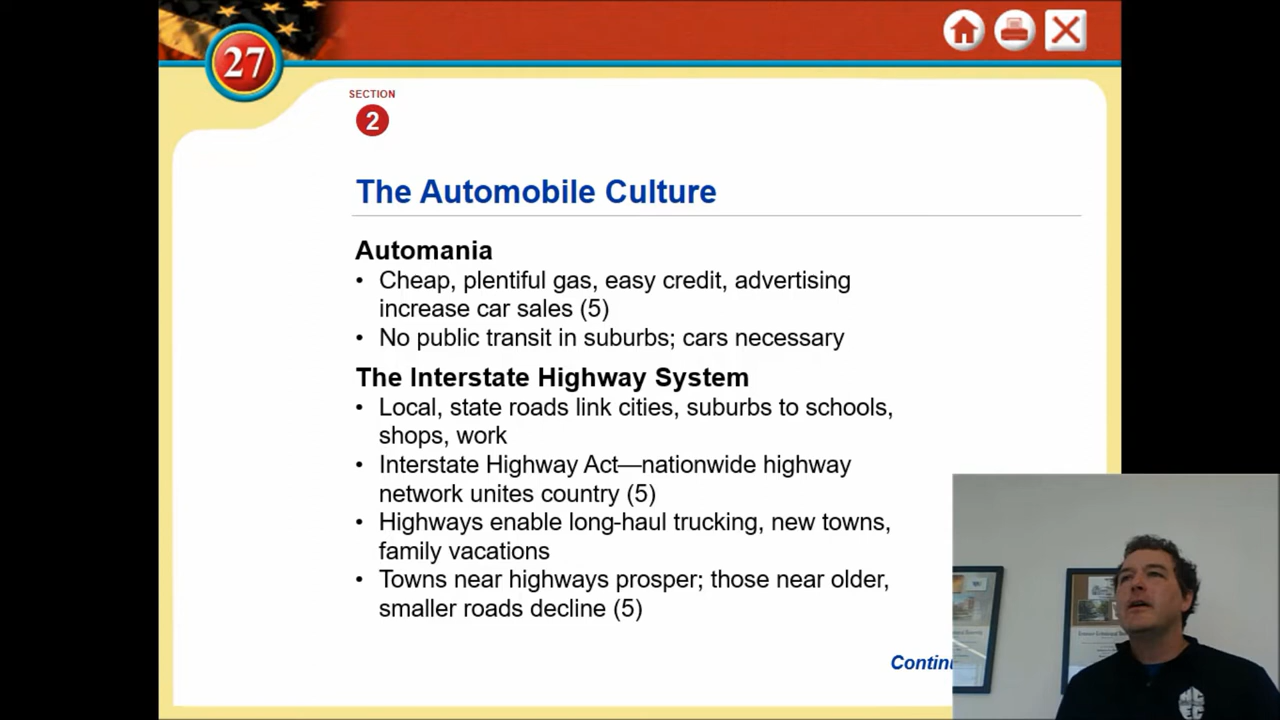 27
SECTION
2
The Automobile Culture
Automania
• Cheap, plentiful gas, easy credit, advertising
increase car sales (5)
• No public transit in suburbs; cars necessary
The Interstate Highway System
• Local, state roads link cities, suburbs to schools,
shops, work
• Interstate Highway Act—nationwide highway
network unites country (5)
• Highways enable long-haul trucking, new towns,
family vacations
• Towns near highways prosper; those near older,
smaller roads decline (5)
Contin